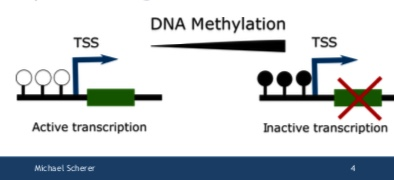 DNA Methylation
TSS
TSS
Active transcription
Inactive transcription
Michael Scherer
4